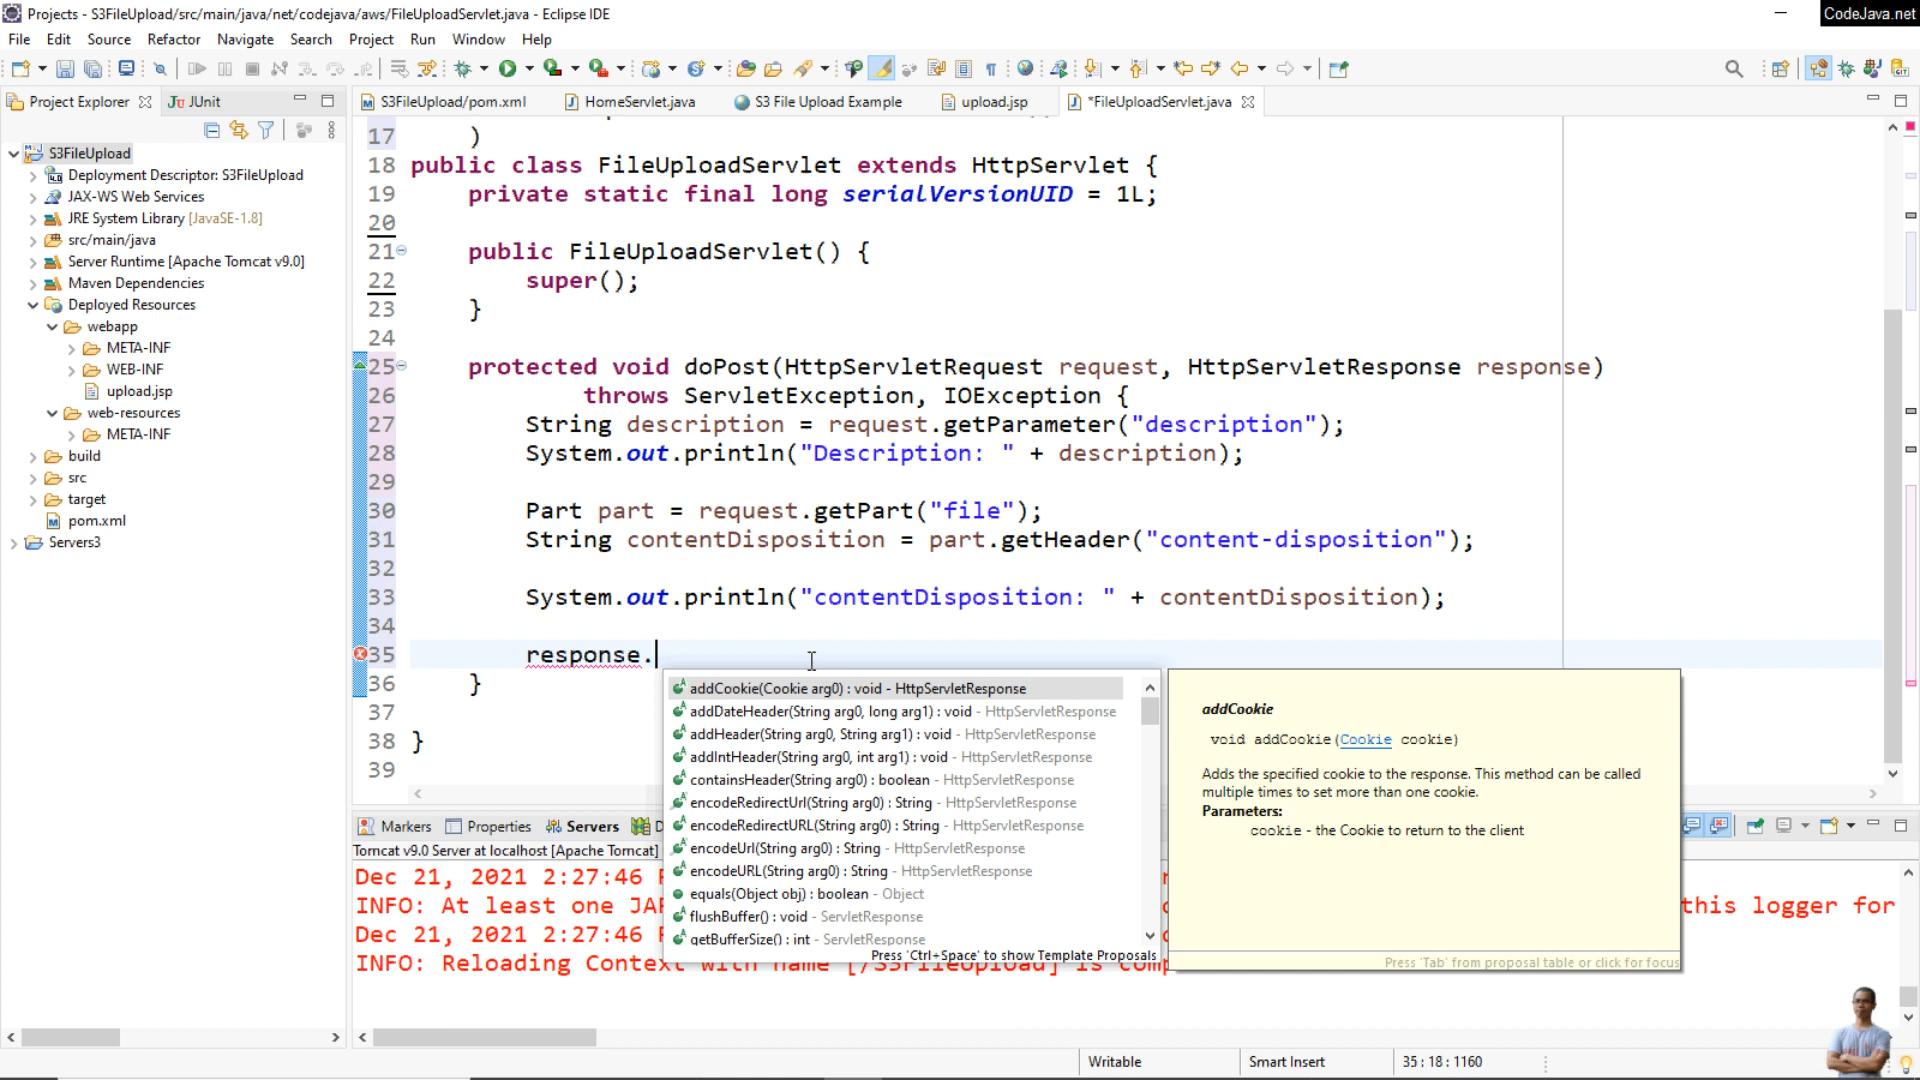 Projects - S3FileUpload/src/main/java/net/codejava/aws/FileUploadServlet.java - Eclipse IDE
CodeJava.net
File Edit Source Refactor Navigate Search Project Run Window Help
Project Explorer
JUnit
S3FileUpload/pom.xml
HomeServlet.java
S3 File Upload Example
upload.jsp
*FileUploadServlet.java
S3FileUpload
Deployment Descriptor: S3FileUpload
JAX-WS Web Services
JRE System Library [JavaSE-1.8]
src/main/java
Server Runtime [Apache Tomcat v9.0]
Maven Dependencies
Deployed Resources
webapp
META-INF
WEB-INF
upload.jsp
web-resources
META-INF
build
src
target
pom.xml
Servers3
17 )
18 public class FileUploadServlet extends HttpServlet {
19 private static final long serialVersionUID = 1L;
20
21 public FileUploadServlet() {
22 super();
23 }
24
25 protected void doPost(HttpServletRequest request, HttpServletResponse response)
26 throws ServletException, IOException {
27 String description = request.getParameter("description");
28 System.out.println("Description: " + description);
29
30 Part part = request.getPart("file");
31 String contentDisposition = part.getHeader("content-disposition");
32
33 System.out.println("contentDisposition: " + contentDisposition);
34
35 response.
36 }
37
38 }
39
addCookie(Cookie arg0) : void - HttpServletResponse
addDateHeader(String arg0, long arg1) : void - HttpServletResponse
addHeader(String arg0, String arg1) : void - HttpServletResponse
addIntHeader(String arg0, int arg1) : void - HttpServletResponse
containsHeader(String arg0) : boolean - HttpServletResponse
encodeRedirectUrl(String arg0) : String - HttpServletResponse
encodeRedirectURL(String arg0) : String - HttpServletResponse
encodeUrl(String arg0) : String - HttpServletResponse
encodeURL(String arg0) : String - HttpServletResponse
equals(Object obj) : boolean - Object
flushBuffer() : void - ServletResponse
getBufferSize() : int - ServletResponse
Press 'Ctrl+Space' to show Template Proposals
addCookie
void addCookie(Cookie cookie)
Adds the specified cookie to the response. This method can be called
multiple times to set more than one cookie.
Parameters:
cookie - the Cookie to return to the client
Press 'Tab' from proposal table or click for focus
Markers
Properties
Servers
Tomcat v9.0 Server at localhost [Apache Tomcat]
Dec 21, 2021 2:27:46
INFO: At least one JAR this logger for
Dec 21, 2021 2:27:46
INFO: Reloading Context with name [/S3FileUpload] is comp
Writable
Smart Insert
35 : 18 : 1160